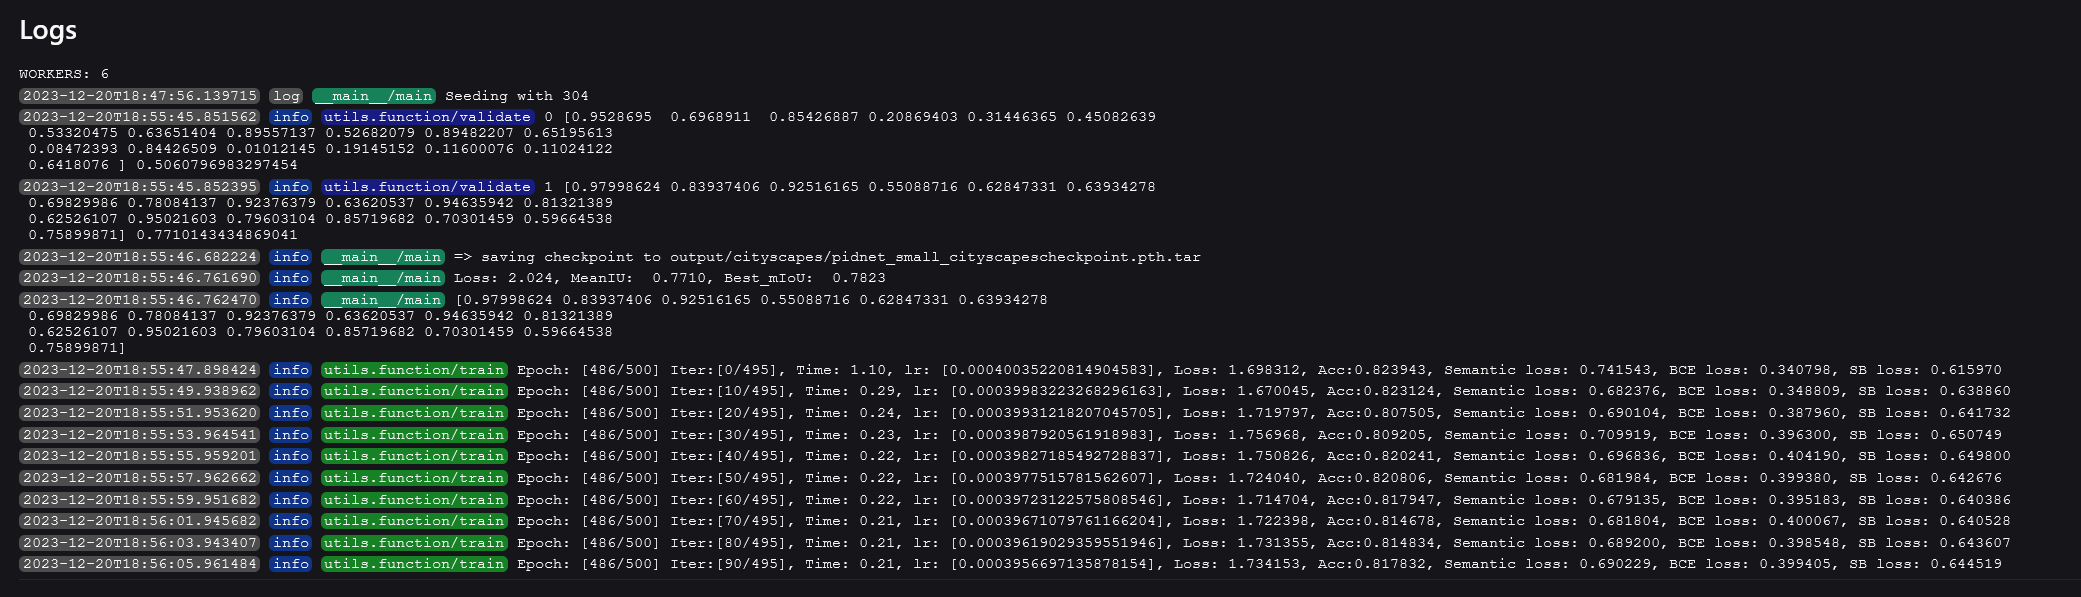 Logs
WORKERS: 6
2023-12-20T18:47:56.139715 log __main__/main Seeding with 304
2023-12-20T18:55:45.851562 info utils.function/validate 0 [0.9528695  0.6968911  0.85426887 0.20869403 0.31446365 0.45082639
0.53320475 0.63651404 0.89557137 0.52682079 0.89482207 0.65195613
0.08472393 0.84426509 0.01012145 0.19145152 0.11600076 0.11024122
0.6418076 ] 0.5060796983297454
2023-12-20T18:55:45.852395 info utils.function/validate 1 [0.97998624 0.83937406 0.92516165 0.55088716 0.62847331 0.63934278
0.69829986 0.78084137 0.92376379 0.63620537 0.94635942 0.81321389
0.62526107 0.95021603 0.79603104 0.85719682 0.70301459 0.59664538
0.75899871] 0.7710143434869041
2023-12-20T18:55:46.682224 info __main__/main => saving checkpoint to output/cityscapes/pidnet_small_cityscapescheckpoint.pth.tar
2023-12-20T18:55:46.761690 info __main__/main Loss: 2.024, MeanIU:  0.7710, Best_mIoU:  0.7823
2023-12-20T18:55:46.762470 info __main__/main [0.97998624 0.83937406 0.92516165 0.55088716 0.62847331 0.63934278
0.69829986 0.78084137 0.92376379 0.63620537 0.94635942 0.81321389
0.62526107 0.95021603 0.79603104 0.85719682 0.70301459 0.59664538
0.75899871]
2023-12-20T18:55:47.898424 info utils.function/train Epoch: [486/500] Iter:[0/495], Time: 1.10, lr: [0.00040035220814904583], Loss: 1.698312, Acc:0.823943, Semantic loss: 0.741543, BCE loss: 0.340798, SB loss: 0.615970
2023-12-20T18:55:49.938962 info utils.function/train Epoch: [486/500] Iter:[10/495], Time: 0.29, lr: [0.00039983223268296163], Loss: 1.670045, Acc:0.823124, Semantic loss: 0.682376, BCE loss: 0.348809, SB loss: 0.638860
2023-12-20T18:55:51.953620 info utils.function/train Epoch: [486/500] Iter:[20/495], Time: 0.24, lr: [0.00039931218207045705], Loss: 1.719797, Acc:0.807505, Semantic loss: 0.690104, BCE loss: 0.387960, SB loss: 0.641732
2023-12-20T18:55:53.964541 info utils.function/train Epoch: [486/500] Iter:[30/495], Time: 0.23, lr: [0.0003987920561918983], Loss: 1.756968, Acc:0.809205, Semantic loss: 0.709919, BCE loss: 0.396300, SB loss: 0.650749
2023-12-20T18:55:55.959201 info utils.function/train Epoch: [486/500] Iter:[40/495], Time: 0.22, lr: [0.00039827185492728837], Loss: 1.750826, Acc:0.820241, Semantic loss: 0.696836, BCE loss: 0.404190, SB loss: 0.649800
2023-12-20T18:55:57.962662 info utils.function/train Epoch: [486/500] Iter:[50/495], Time: 0.22, lr: [0.0003977515781562607], Loss: 1.724040, Acc:0.820806, Semantic loss: 0.681984, BCE loss: 0.399380, SB loss: 0.642676
2023-12-20T18:55:59.951682 info utils.function/train Epoch: [486/500] Iter:[60/495], Time: 0.22, lr: [0.00039723122575808546], Loss: 1.714704, Acc:0.817947, Semantic loss: 0.679135, BCE loss: 0.395183, SB loss: 0.640386
2023-12-20T18:56:01.945682 info utils.function/train Epoch: [486/500] Iter:[70/495], Time: 0.21, lr: [0.00039671079761166204], Loss: 1.722398, Acc:0.814678, Semantic loss: 0.681804, BCE loss: 0.400067, SB loss: 0.640528
2023-12-20T18:56:03.943407 info utils.function/train Epoch: [486/500] Iter:[80/495], Time: 0.21, lr: [0.00039619029359551946], Loss: 1.731355, Acc:0.814834, Semantic loss: 0.689200, BCE loss: 0.398548, SB loss: 0.643607
2023-12-20T18:56:05.961484 info utils.function/train Epoch: [486/500] Iter:[90/495], Time: 0.21, lr: [0.0003956697135878154], Loss: 1.734153, Acc:0.817832, Semantic loss: 0.690229, BCE loss: 0.399405, SB loss: 0.644519